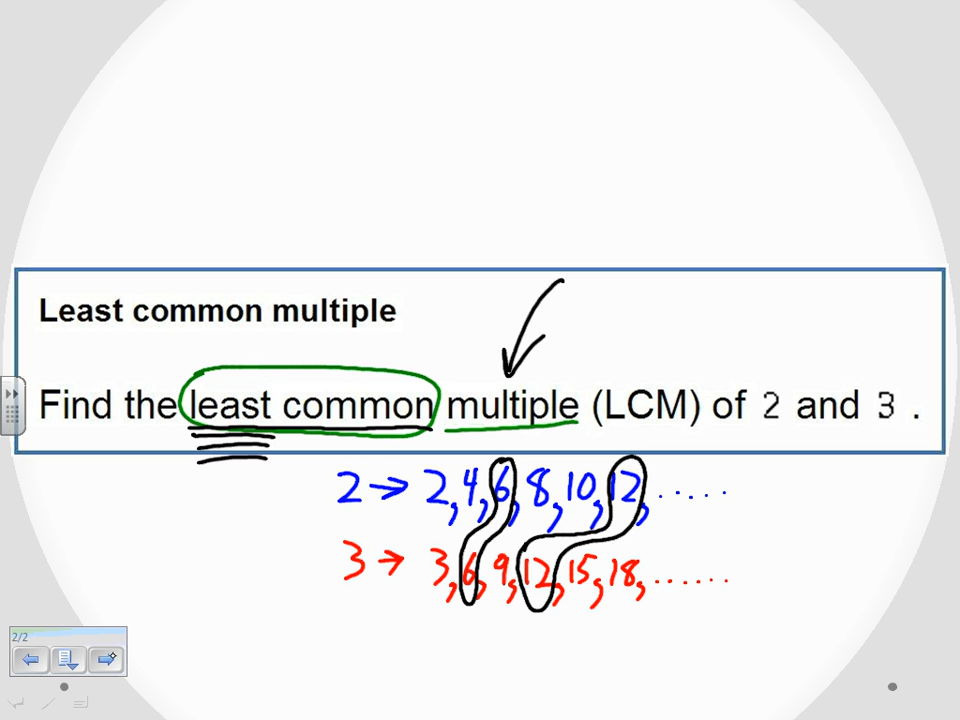 Least common multiple
Find the least common multiple (LCM) of 2 and 3 .
2 → 2, 4, 6, 8, 10, 12, ......
3 → 3, 6, 9, 12, 15, 18, ......
2/2